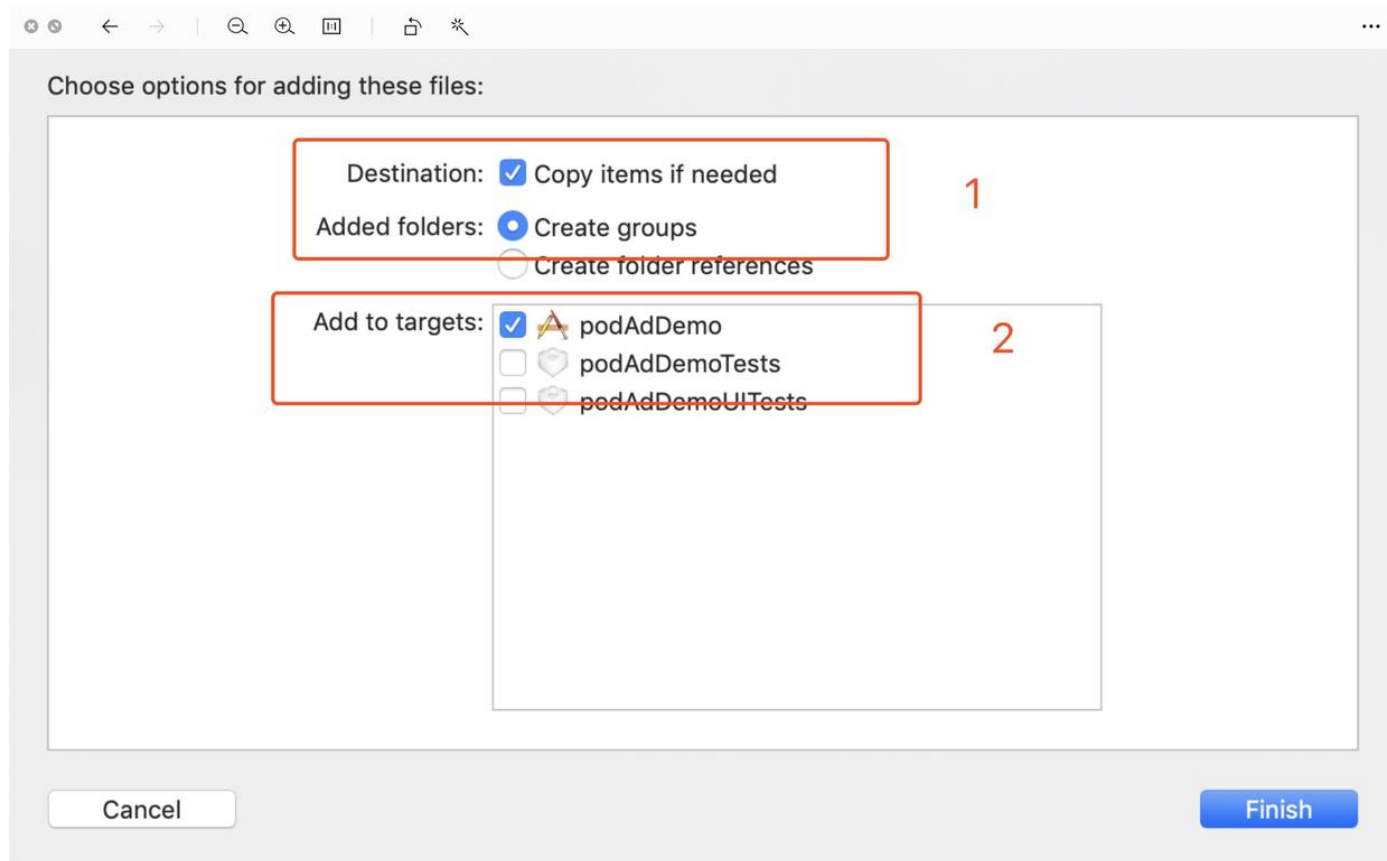 Choose options for adding these files:
Destination: Copy items if needed
1
Added folders: Create groups
Create folder references
Add to targets: podAdDemo
2
podAdDemoTests
podAdDemoUITests
Cancel Finish